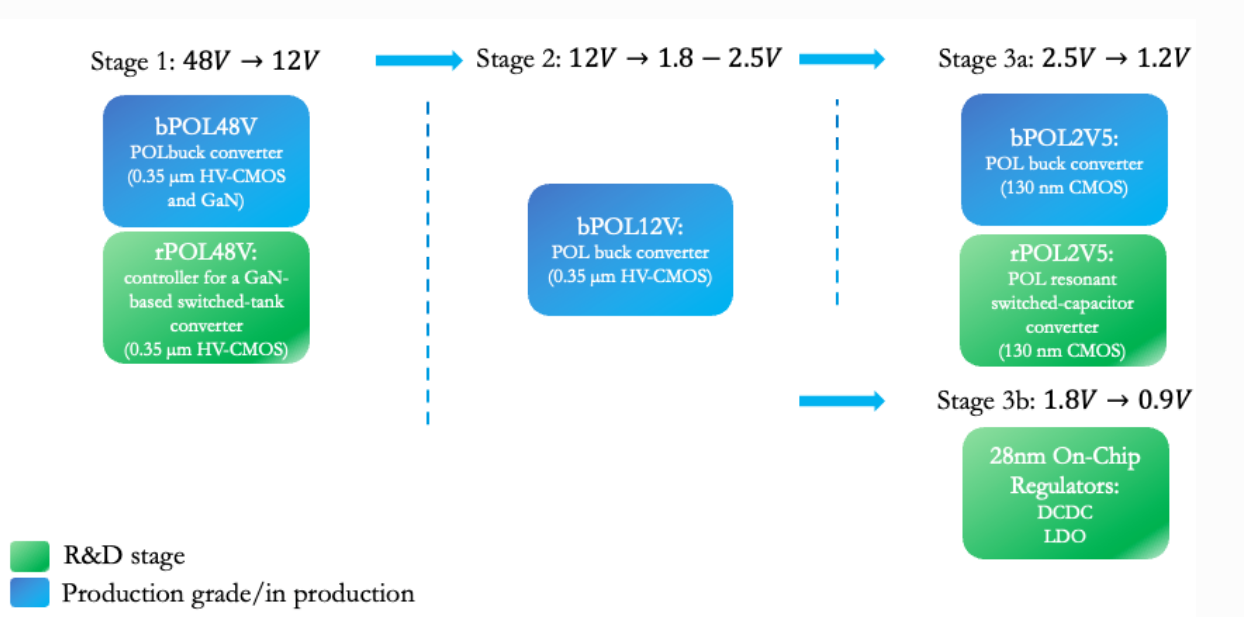 Stage 1: 48V → 12V
Stage 2: 12V → 1.8 − 2.5V
Stage 3a: 2.5V → 1.2V
bPOL48V
POLbuck converter
(0.35 μm HV-CMOS
and GaN)
rPOL48V:
controller for a GaN-
based switched-tank
converter
(0.35 μm HV-CMOS)
bPOL12V:
POL buck converter
(0.35 μm HV-CMOS)
bPOL2V5:
POL buck converter
(130 nm CMOS)
rPOL2V5:
POL resonant
switched-capacitor
converter
(130 nm CMOS)
Stage 3b: 1.8V → 0.9V
28nm On-Chip
Regulators:
DCDC
LDO
R&D stage
Production grade/in production